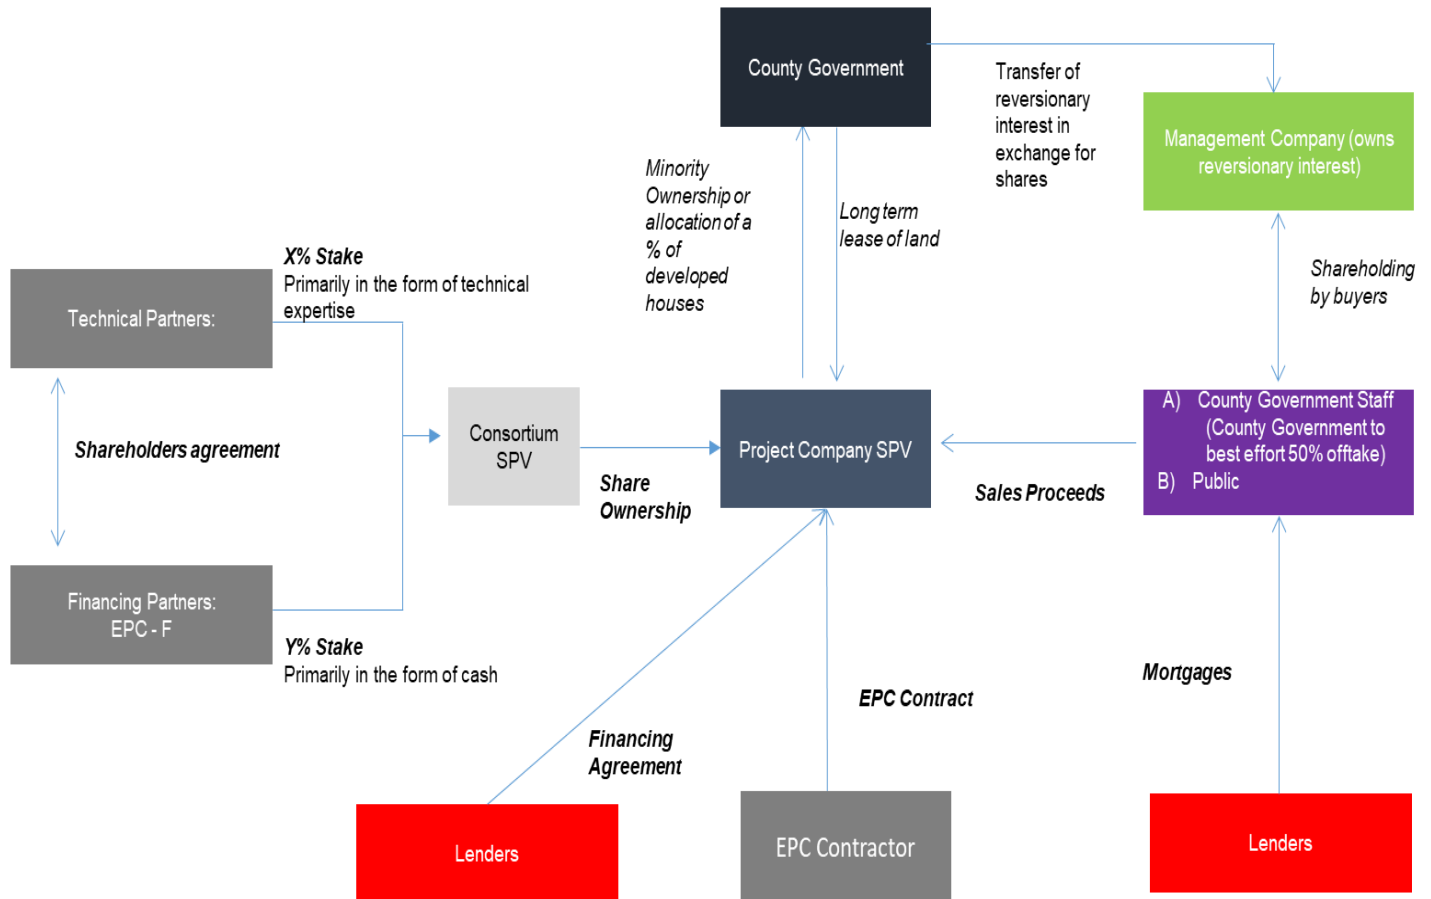 County Government
Transfer of
reversionary
interest in
exchange for
shares
Management Company (owns
reversionary interest)
Minority
Ownership or
allocation of a
% of
developed
houses
Long term
lease of land
X% Stake
Primarily in the form of technical
expertise
Technical Partners:
Shareholding
by buyers
Shareholders agreement
Consortium
SPV
Share
Ownership
Project Company SPV
Sales Proceeds
A) County Government Staff
(County Government to
best effort 50% offtake)
B) Public
Financing Partners:
EPC - F
Y% Stake
Primarily in the form of cash
Financing
Agreement
EPC Contract
Mortgages
Lenders
EPC Contractor
Lenders